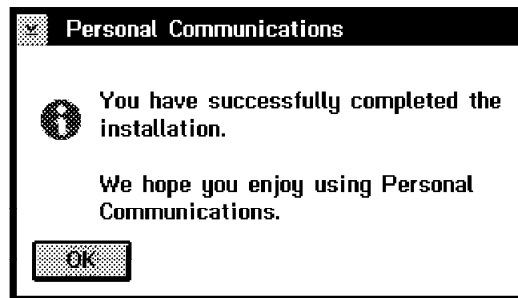 Personal Communications
You have successfully completed the
installation.
We hope you enjoy using Personal
Communications.
OK